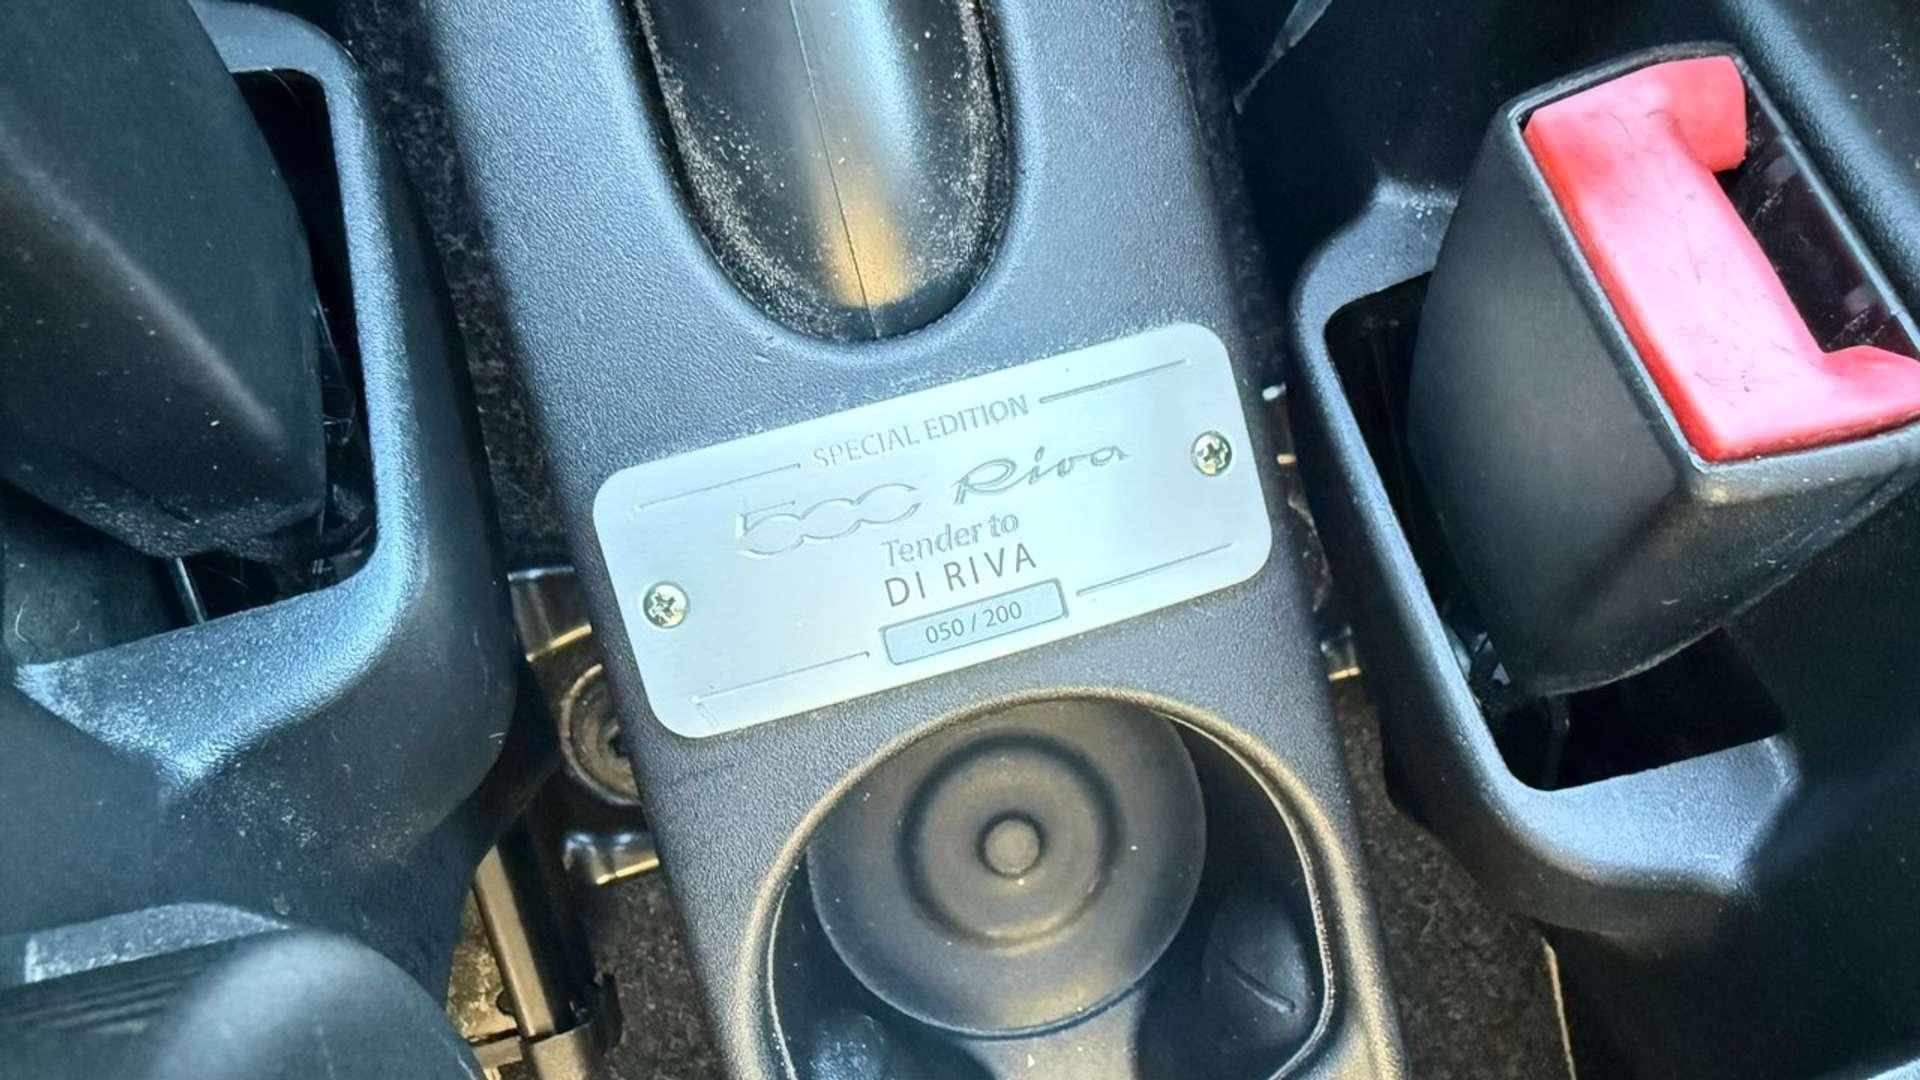 SPECIAL EDITION
500 Riva
Tender to
DI RIVA
050 / 200